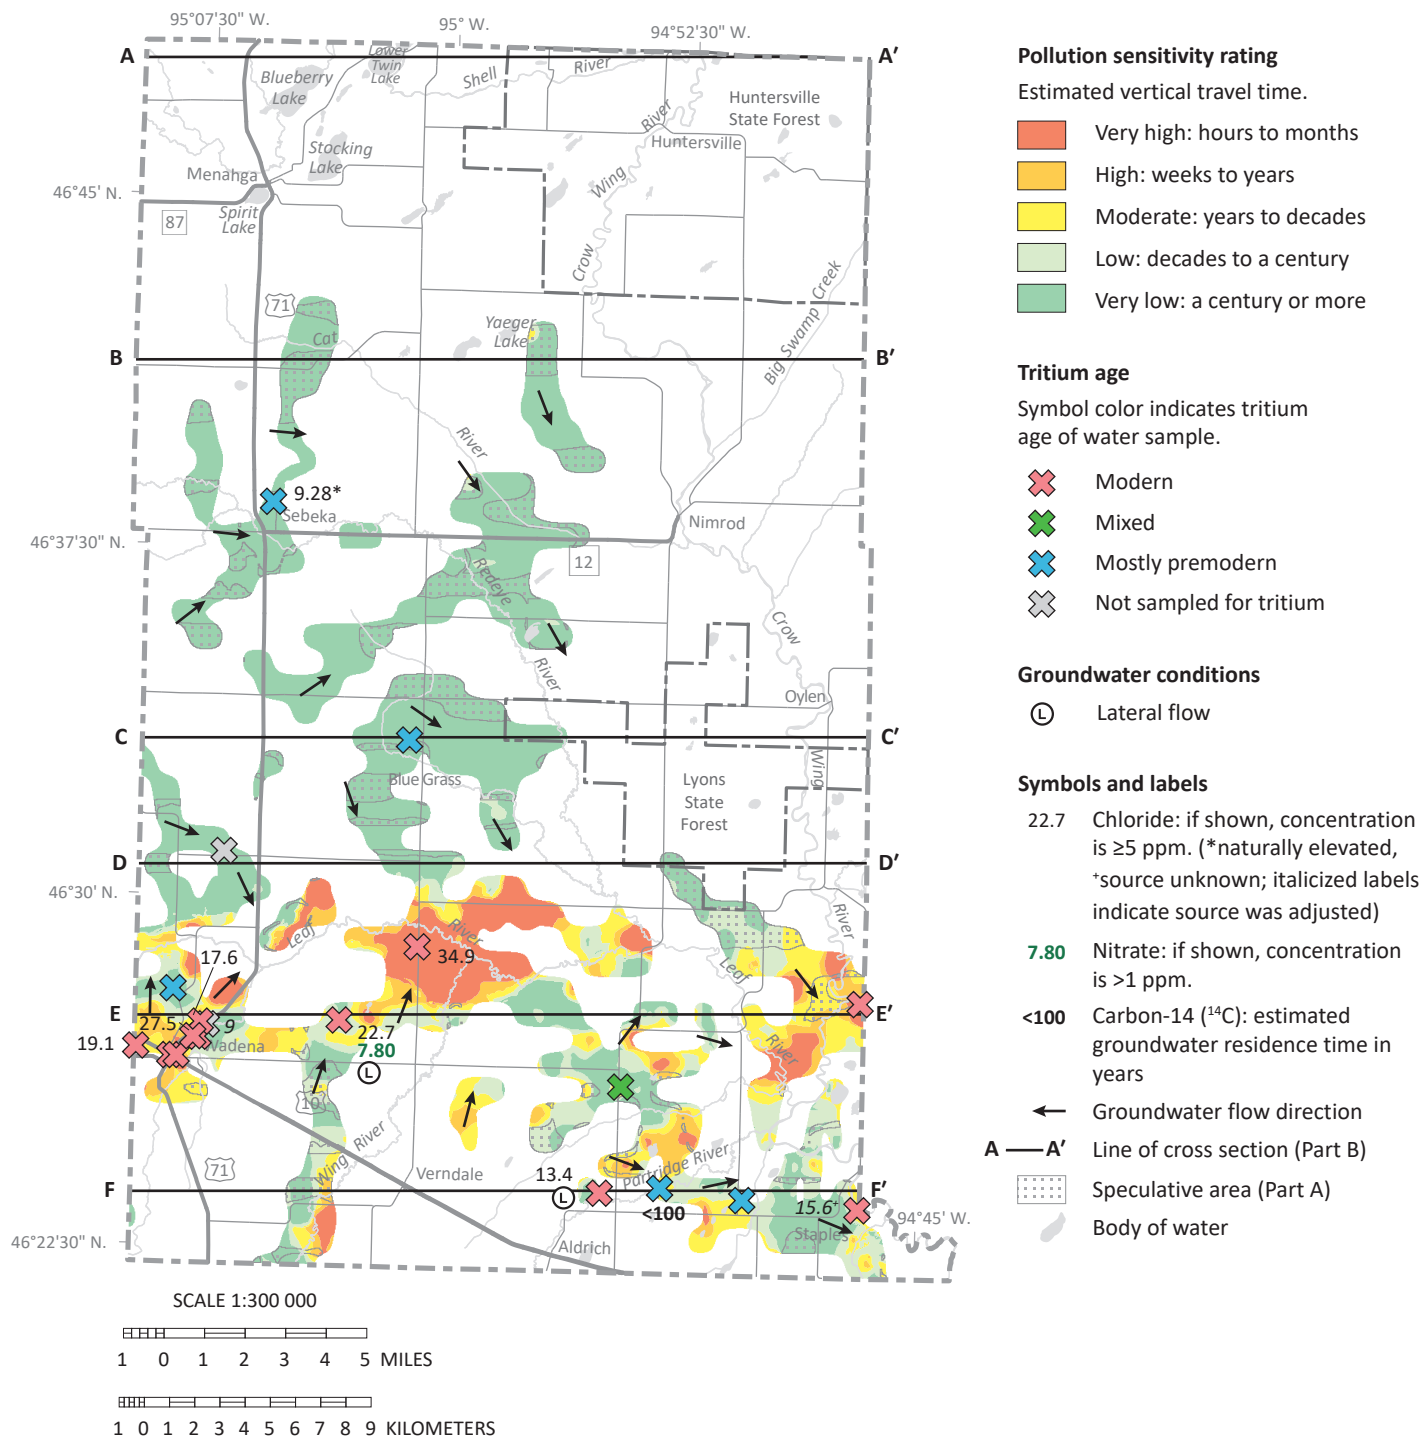 95°07'30" W.
95° W.
94°52'30" W.
A
A'
Lower
Twin
Lake
Blueberry
Lake
Shell
River
Huntersville
State Forest
River
Huntersville
Stocking
Lake
Menahga
Wing
46°45' N.
Spirit
Lake
87
Crow
Big Swamp Creek
71
Cat
Yaeger
Lake
B
B'
River
9.28*
Sebeka
Nimrod
46°37'30" N.
12
Redeye
Crow
River
Oylen
C
C'
Wing
Blue Grass
Lyons
State
Forest
D
D'
46°30' N.
Leaf
River
River
17.6
34.9
Leaf
E
E'
27.5
9
22.7
19.1
Wadena
7.80
L
River
10
Wing River
71
Verndale
13.4
Partridge River
F
F'
L
<100
15.6+
94°45' W.
Staples
46°22'30" N.
Aldrich
SCALE 1:300 000
1 0 1 2 3 4 5 MILES
1 0 1 2 3 4 5 6 7 8 9 KILOMETERS
Pollution sensitivity rating
Estimated vertical travel time.
Very high: hours to months
High: weeks to years
Moderate: years to decades
Low: decades to a century
Very low: a century or more
Tritium age
Symbol color indicates tritium
age of water sample.
Modern
Mixed
Mostly premodern
Not sampled for tritium
Groundwater conditions
L Lateral flow
Symbols and labels
22.7 Chloride: if shown, concentration
is ≥5 ppm. (*naturally elevated,
+source unknown; italicized labels
indicate source was adjusted)
7.80 Nitrate: if shown, concentration
is >1 ppm.
<100 Carbon-14 (¹⁴C): estimated
groundwater residence time in
years
Groundwater flow direction
A A' Line of cross section (Part B)
Speculative area (Part A)
Body of water